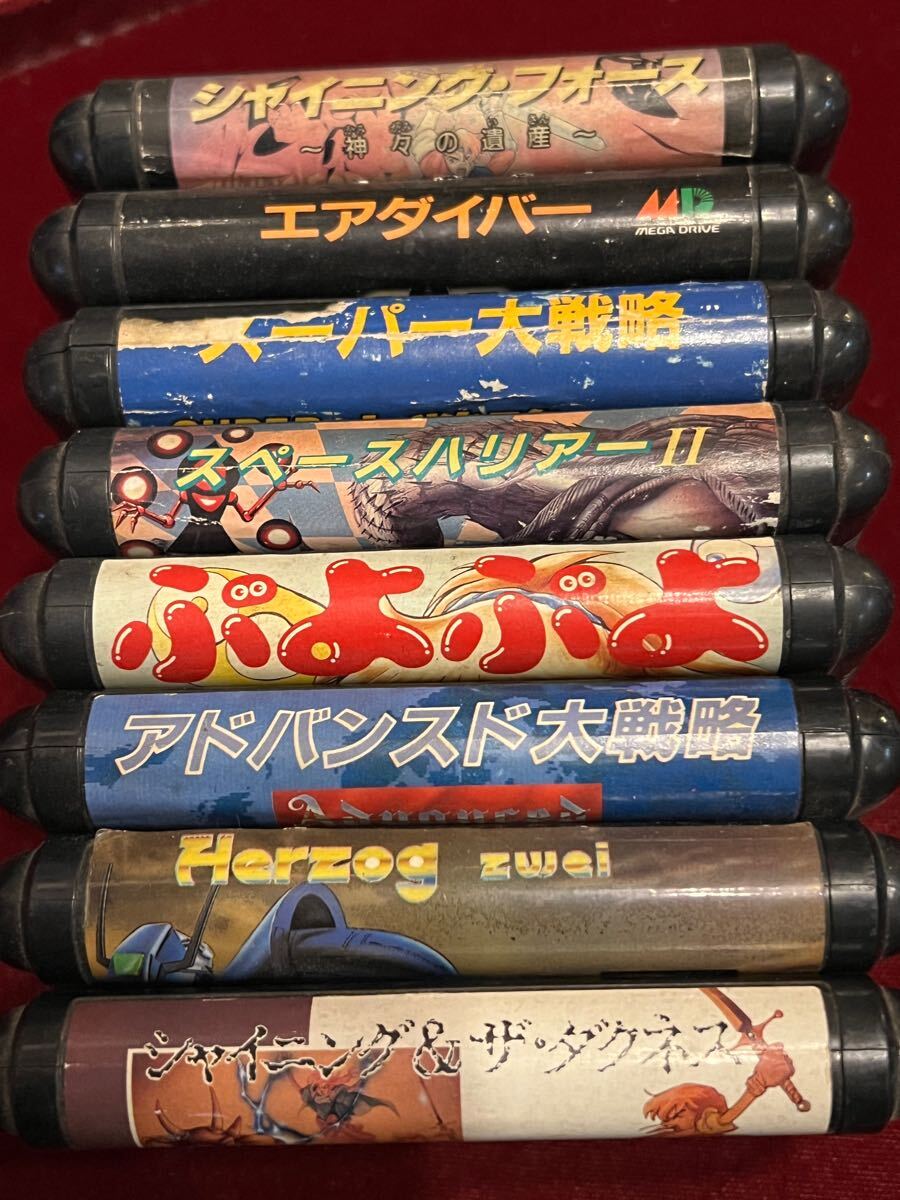 シャイニング・フォース
～神々の遺産～
エアダイバー
MD
MEGA DRIVE
スーパー大戦略
スペースハリアーII
ぷよぷよ
アドバンスド大戦略
Advanced
Herzog zwei
シャイニング&ザ・ダクネス